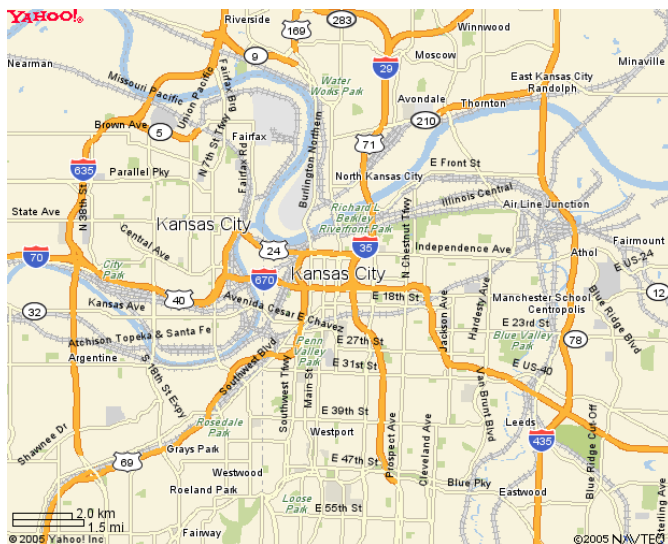 YAHOO!®
Riverside
169
283
Winnwood
Moscow
Minaville
Nearman
9
Missouri Pacific
Union Pacific
Fairfax Brg
Water
Works Park
29
East Kansas City
Randolph
Avondale
Thornton
210
Brown Ave
5
N 7th St Tfwy
Fairfax
Fairfax Rd
Burlington Northern
71
635
Parallel Pky
North Kansas City
E Front St
Illinois Central
State Ave
N 38th St
Kansas City
Richard L
Berkley
Riverfront Park
N Chestnut Tfwy
Air Line Junction
Central Ave
24
35
Independence Ave
Fairmount
70
City
Park
670
Kansas City
Athol
E US-24
Kansas Ave
40
Avenida Cesar E Chavez
E 18th St
Manchester School
Centropolis
12
32
Jackson Ave
Hardesty Ave
Blue Ridge Blvd
Atchison Topeka & Santa Fe
E 23rd St
Argentine
S 18th St Expy
Southwest Blvd
Penn
Valley
Park
E 27th St
Blue Valley
Park
78
E 31st St
E US-40
Southwest Tfwy
Main St
Van Brunt Blvd
Shawnee Dr
Rosedale
Park
E 39th St
Prospect Ave
Cleveland Ave
Leeds
Blue Ridge Cut Off
Westport
435
Grays Park
69
E 47th St
Westwood
Blue Pky
Roeland Park
Loose
Park
Eastwood
E 55th St
Sterling Ave
2.0 km
1.5 mi
Fairway
© 2005 Yahoo! Inc
©2005 NAVTEQ